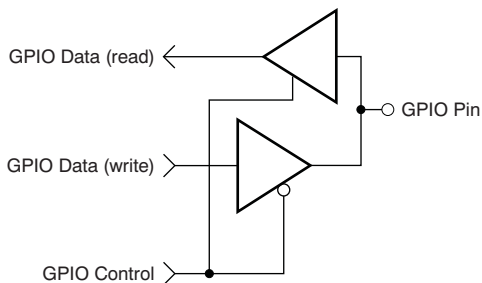 GPIO Data (read)
GPIO Pin
GPIO Data (write)
GPIO Control